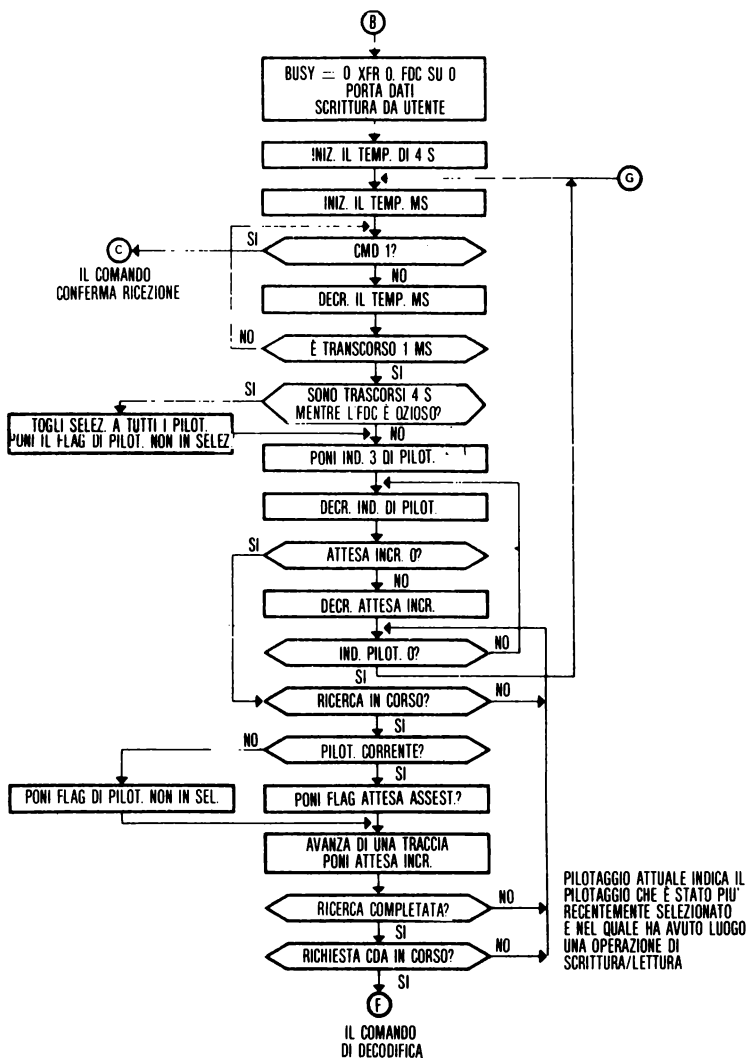 B
BUSY = 0 XFR 0. FDC SU 0
PORTA DATI
SCRITTURA DA UTENTE
INIZ. IL TEMP. DI 4 S
G
INIZ. IL TEMP. MS
SI
C
CMD 1?
IL COMANDO
CONFERMA RICEZIONE
NO
DECR. IL TEMP. MS
NO
È TRANSCORSO 1 MS
SI
SI
SONO TRASCORSI 4 S
MENTRE L'FDC È OZIOSO?
TOGLI SELEZ. A TUTTI I PILOT.
PONI IL FLAG DI PILOT. NON IN SELEZ
NO
PONI IND. 3 DI PILOT.
DECR. IND. DI PILOT.
SI
ATTESA INCR. 0?
NO
DECR. ATTESA INCR.
IND. PILOT. 0?
NO
SI
RICERCA IN CORSO?
NO
SI
NO
PILOT. CORRENTE?
SI
PONI FLAG DI PILOT. NON IN SEL.
PONI FLAG ATTESA ASSEST.?
AVANZA DI UNA TRACCIA
PONI ATTESA INCR.
RICERCA COMPLETATA?
NO
SI
RICHIESTA CDA IN CORSO?
NO
SI
PILOTAGGIO ATTUALE INDICA IL
PILOTAGGIO CHE È STATO PIU'
RECENTEMENTE SELEZIONATO
E NEL QUALE HA AVUTO LUOGO
UNA OPERAZIONE DI
SCRITTURA/LETTURA
F
IL COMANDO
DI DECODIFICA